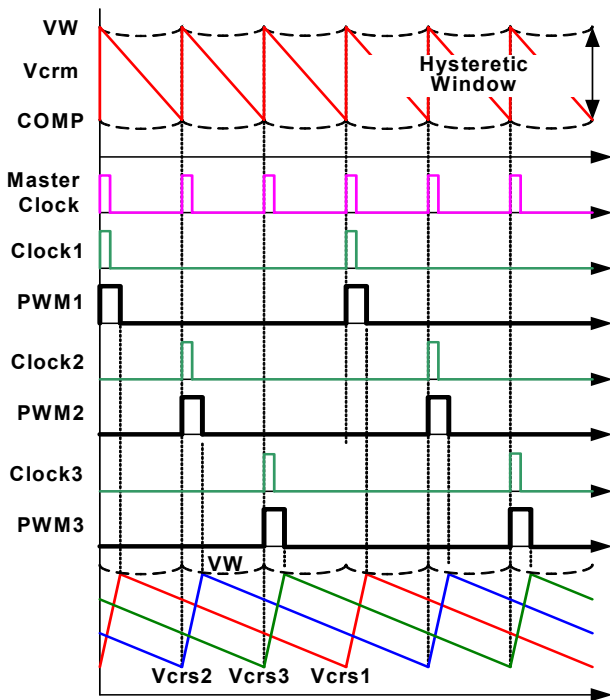 VW
Vcrm
Hysteretic
Window
COMP
Master
Clock
Clock1
PWM1
Clock2
PWM2
Clock3
PWM3
VW
Vcrs2 Vcrs3 Vcrs1